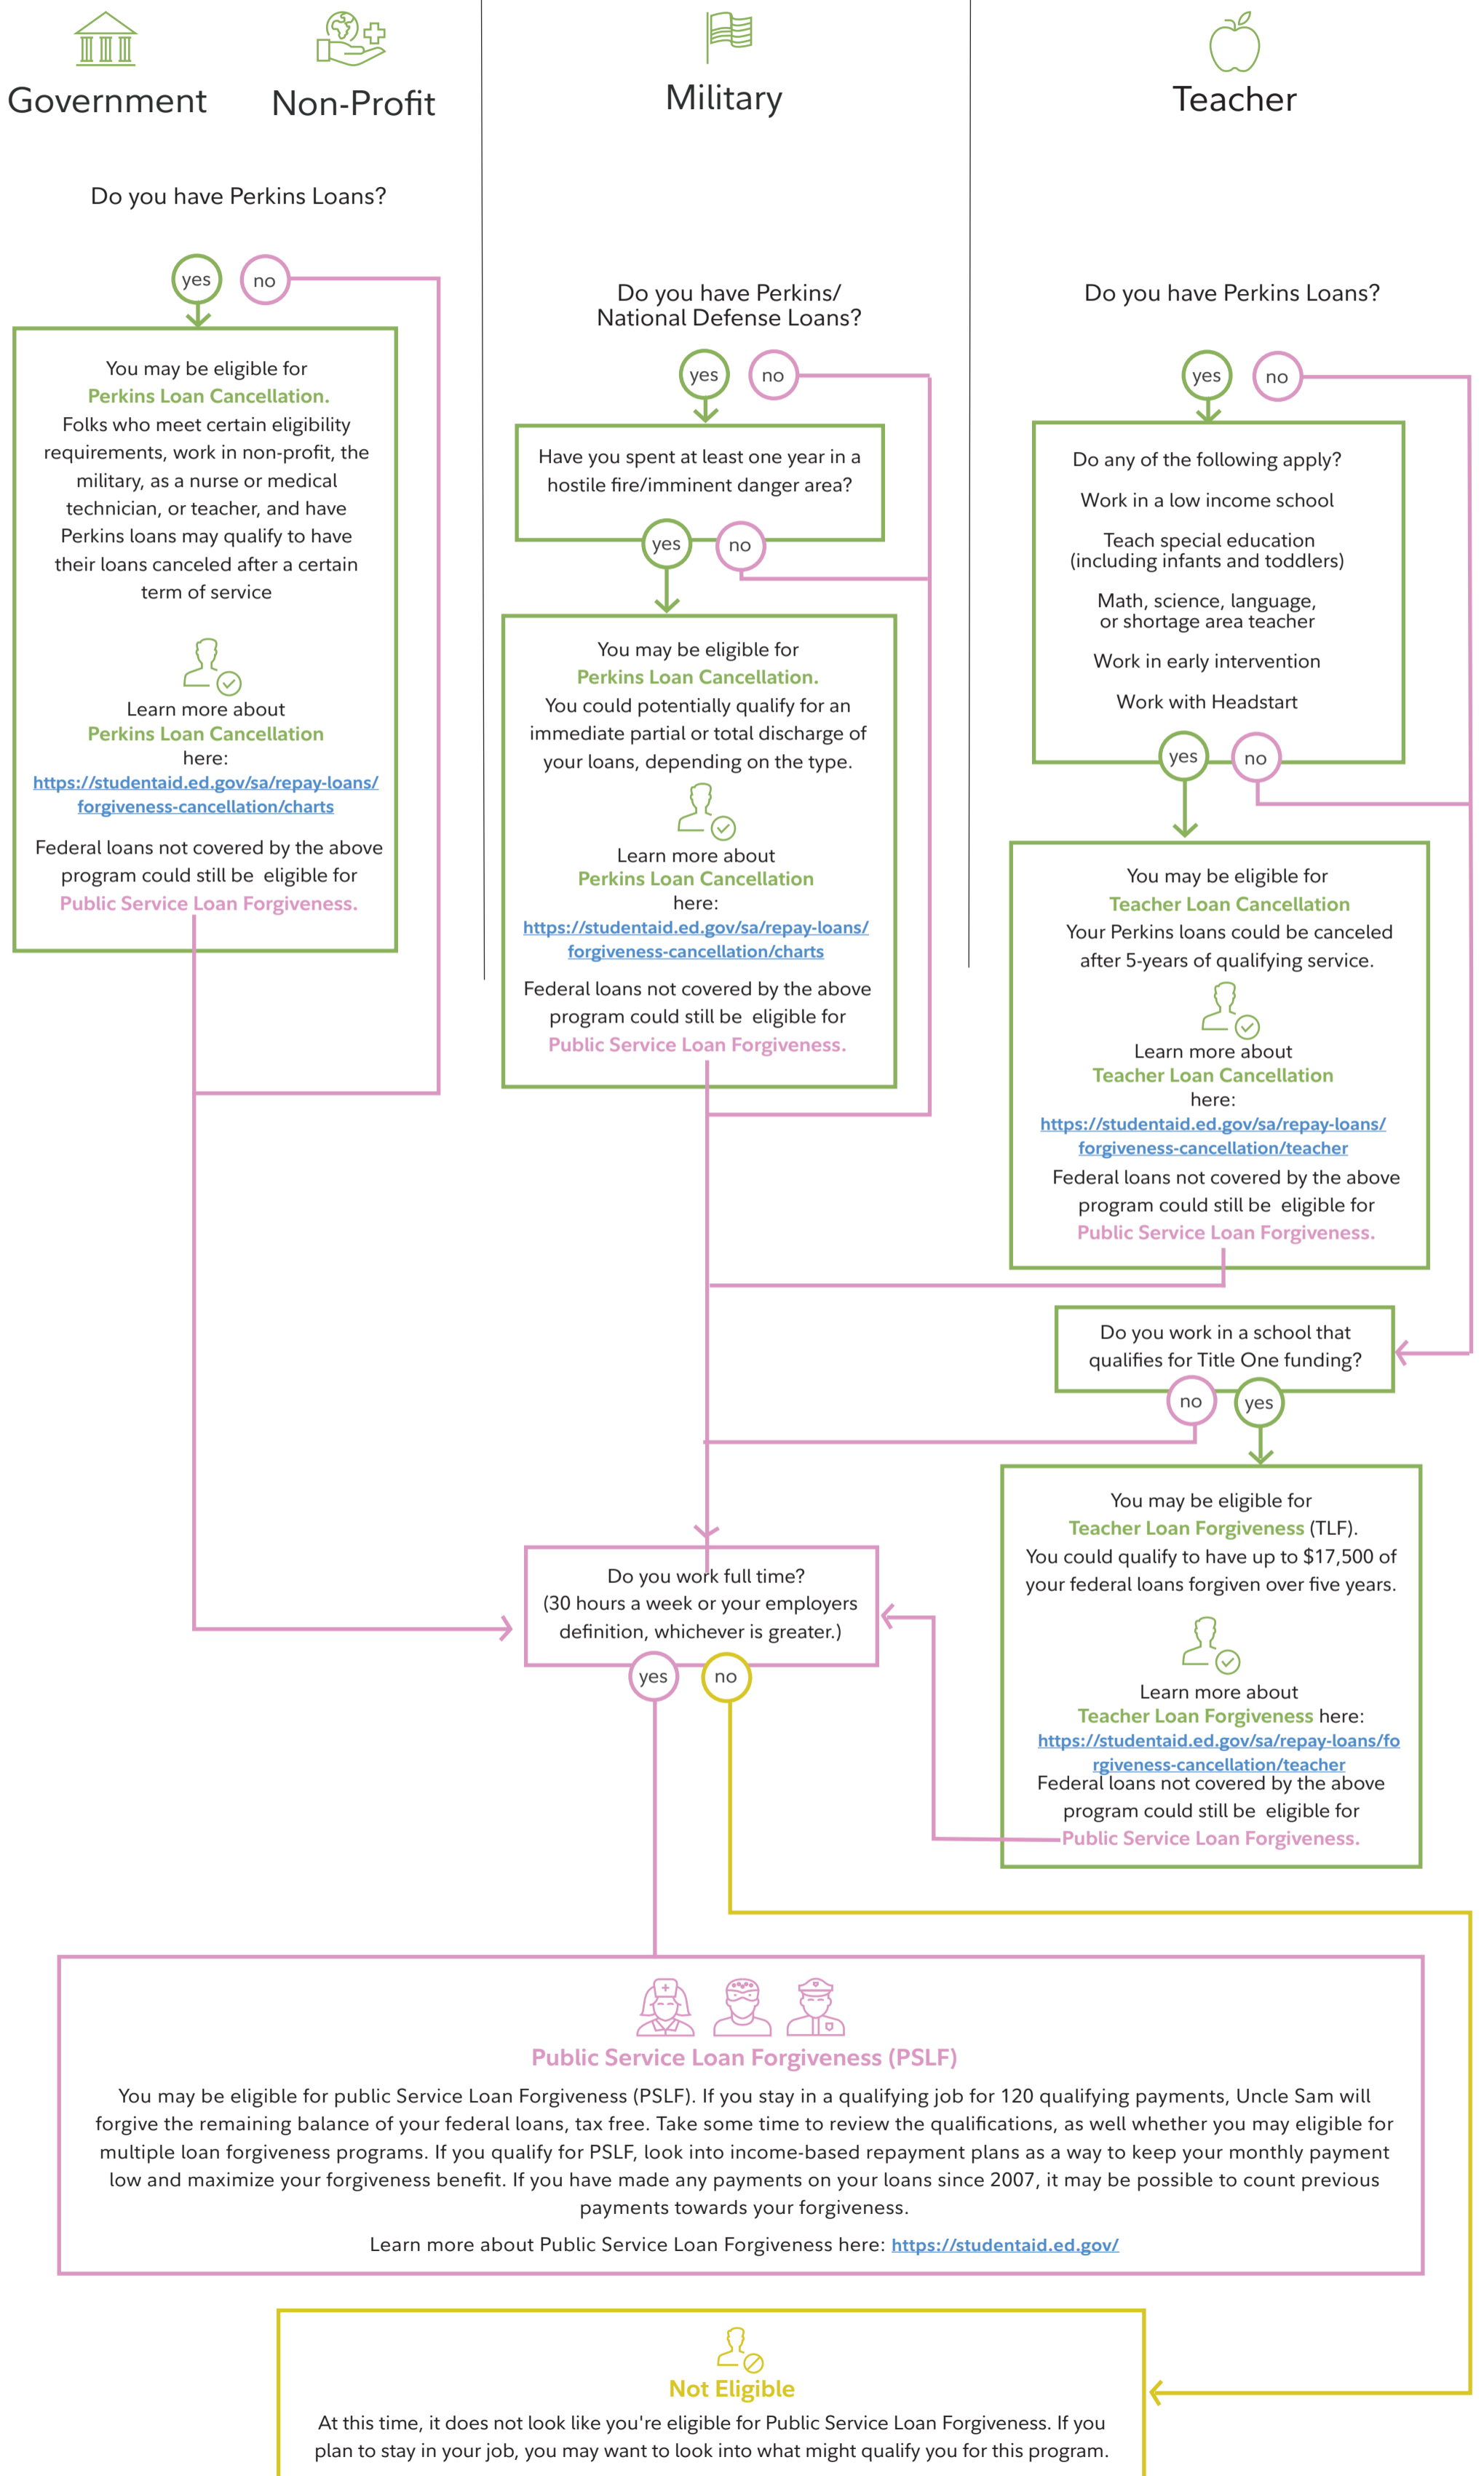 Government
Non-Profit
Do you have Perkins Loans?
yes
no
You may be eligible for
Perkins Loan Cancellation.
Folks who meet certain eligibility
requirements, work in non-profit, the
military, as a nurse or medical
technician, or teacher, and have
Perkins loans may qualify to have
their loans canceled after a certain
term of service
Learn more about
Perkins Loan Cancellation
here:
https://studentaid.ed.gov/sa/repay-loans/
forgiveness-cancellation/charts
Federal loans not covered by the above
program could still be eligible for
Public Service Loan Forgiveness.
Military
Do you have Perkins/
National Defense Loans?
yes
no
Have you spent at least one year in a
hostile fire/imminent danger area?
yes
no
You may be eligible for
Perkins Loan Cancellation.
You could potentially qualify for an
immediate partial or total discharge of
your loans, depending on the type.
Learn more about
Perkins Loan Cancellation
here:
https://studentaid.ed.gov/sa/repay-loans/
forgiveness-cancellation/charts
Federal loans not covered by the above
program could still be eligible for
Public Service Loan Forgiveness.
Teacher
Do you have Perkins Loans?
yes
no
Do any of the following apply?
Work in a low income school
Teach special education
(including infants and toddlers)
Math, science, language,
or shortage area teacher
Work in early intervention
Work with Headstart
yes
no
You may be eligible for
Teacher Loan Cancellation
Your Perkins loans could be canceled
after 5-years of qualifying service.
Learn more about
Teacher Loan Cancellation
here:
https://studentaid.ed.gov/sa/repay-loans/
forgiveness-cancellation/teacher
Federal loans not covered by the above
program could still be eligible for
Public Service Loan Forgiveness.
Do you work in a school that
qualifies for Title One funding?
no
yes
You may be eligible for
Teacher Loan Forgiveness (TLF).
You could qualify to have up to $17,500 of
your federal loans forgiven over five years.
Learn more about
Teacher Loan Forgiveness here:
https://studentaid.ed.gov/sa/repay-loans/fo
rgiveness-cancellation/teacher
Federal loans not covered by the above
program could still be eligible for
Public Service Loan Forgiveness.
Do you work full time?
(30 hours a week or your employers
definition, whichever is greater.)
yes
no
Public Service Loan Forgiveness (PSLF)
You may be eligible for public Service Loan Forgiveness (PSLF). If you stay in a qualifying job for 120 qualifying payments, Uncle Sam will
forgive the remaining balance of your federal loans, tax free. Take some time to review the qualifications, as well whether you may eligible for
multiple loan forgiveness programs. If you qualify for PSLF, look into income-based repayment plans as a way to keep your monthly payment
low and maximize your forgiveness benefit. If you have made any payments on your loans since 2007, it may be possible to count previous
payments towards your forgiveness.
Learn more about Public Service Loan Forgiveness here: https://studentaid.ed.gov/
Not Eligible
At this time, it does not look like you're eligible for Public Service Loan Forgiveness. If you
plan to stay in your job, you may want to look into what might qualify you for this program.